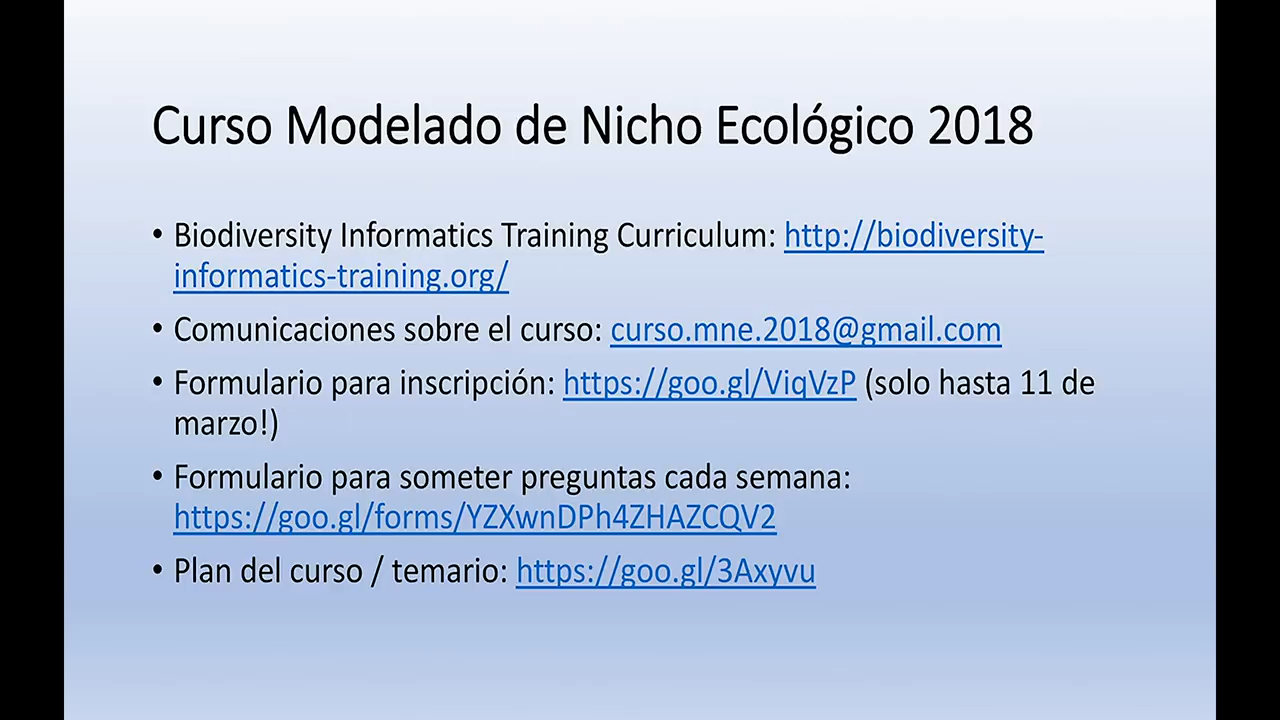 Curso Modelado de Nicho Ecológico 2018
• Biodiversity Informatics Training Curriculum: http://biodiversity-
informatics-training.org/
• Comunicaciones sobre el curso: curso.mne.2018@gmail.com
• Formulario para inscripción: https://goo.gl/ViqVzP (solo hasta 11 de
marzo!)
• Formulario para someter preguntas cada semana:
https://goo.gl/forms/YZXwnDPh4ZHAZCQV2
• Plan del curso / temario: https://goo.gl/3Axyvu